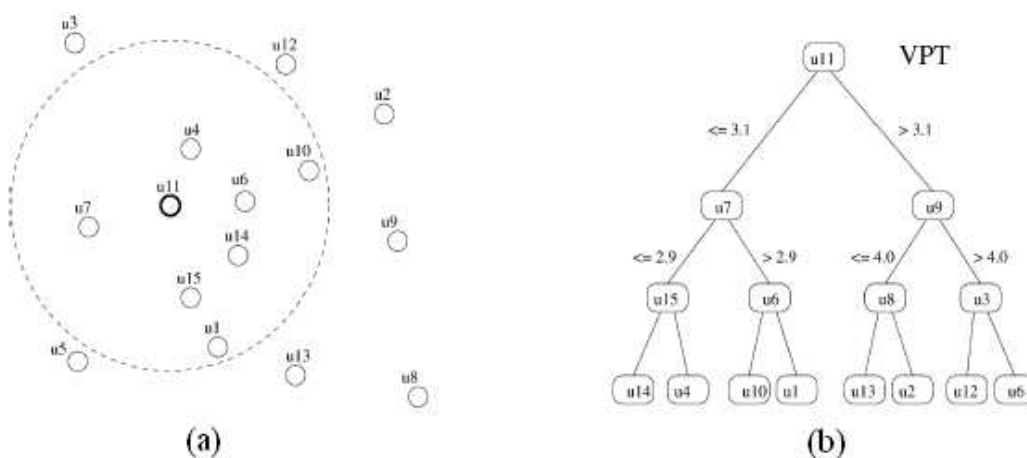 u3
u12
u2
u4
u10
u11
u6
u7
u9
u14
u15
u1
u5
u13
u8
(a)
u11
VPT
<= 3.1
> 3.1
u7
u9
<= 2.9
> 2.9
<= 4.0
> 4.0
u15
u6
u8
u3
u14
u4
u10
u1
u13
u2
u12
u6
(b)